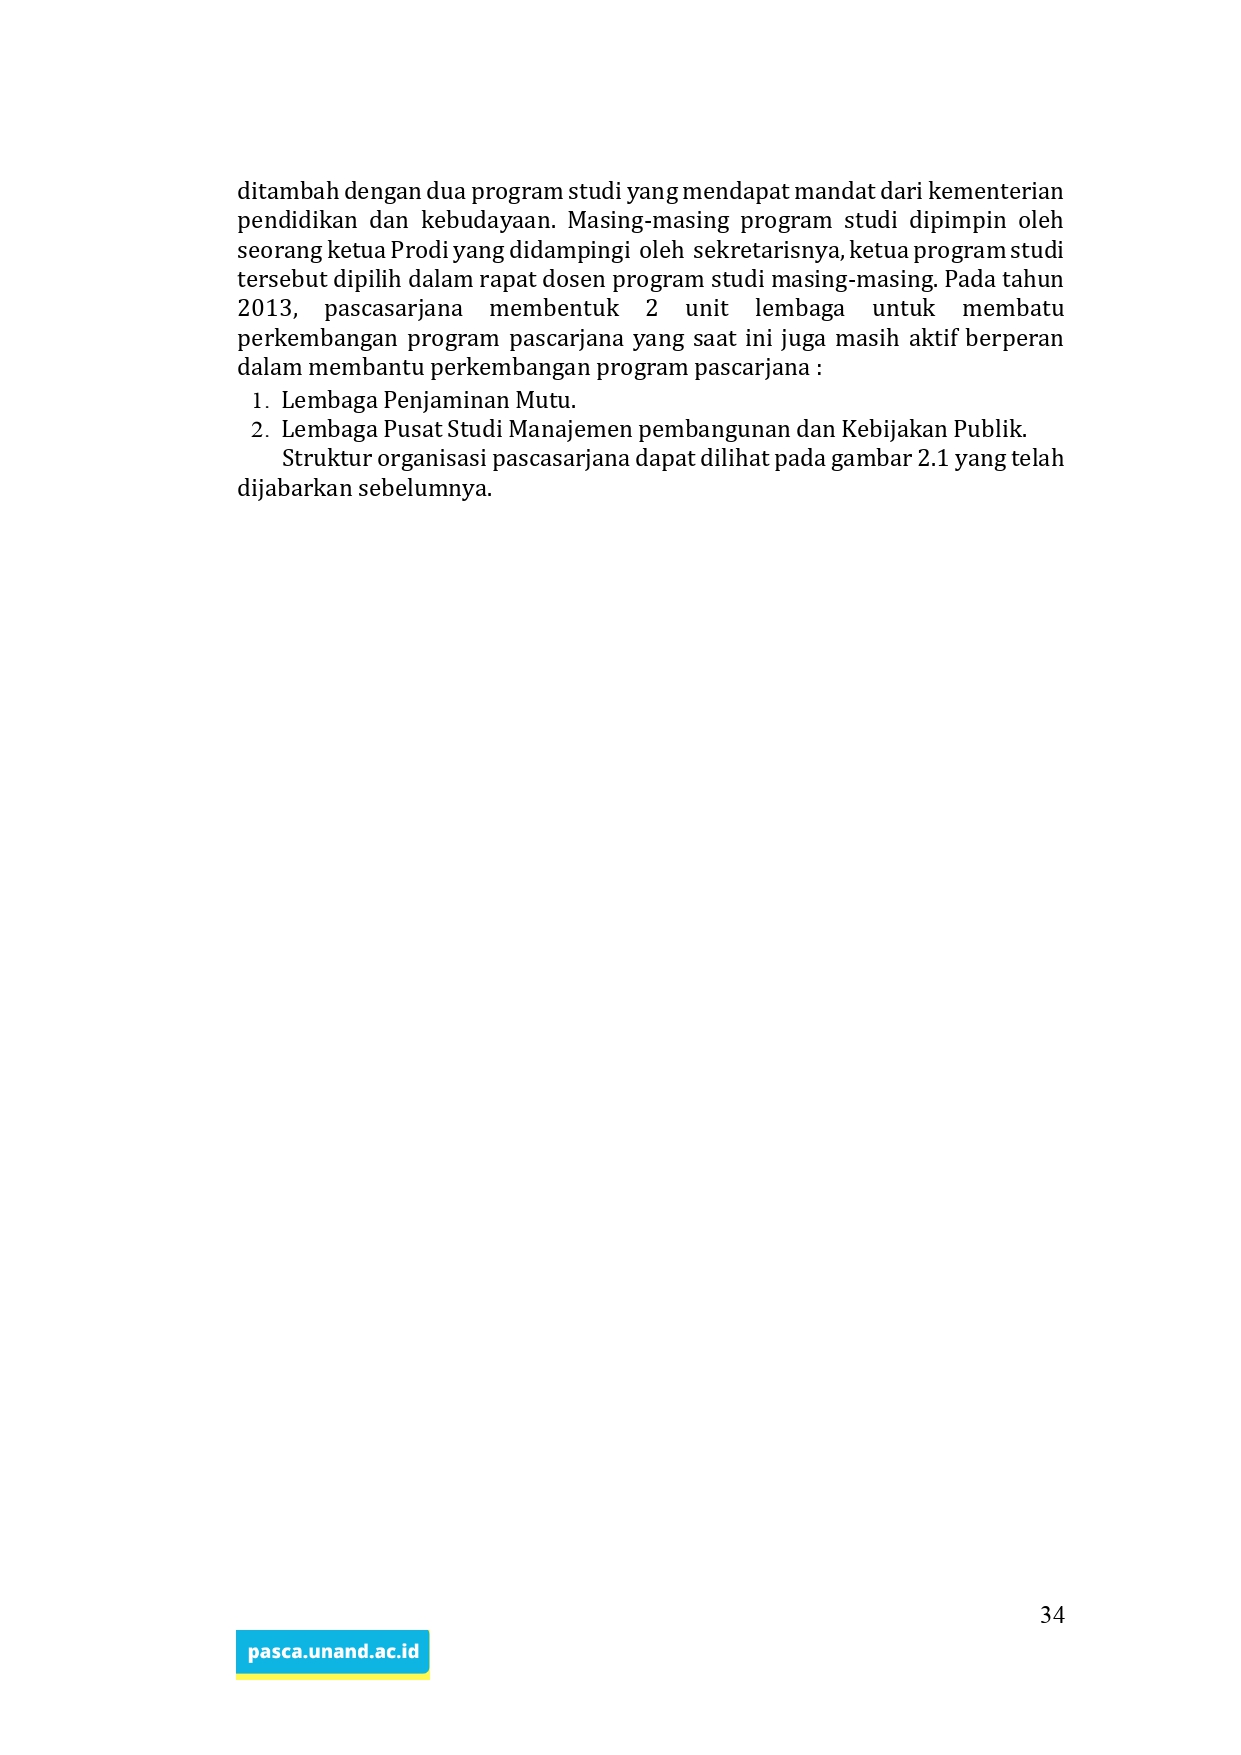 ditambah dengan dua program studi yang mendapat mandat dari kementerian
pendidikan dan kebudayaan. Masing-masing program studi dipimpin oleh
seorang ketua Prodi yang didampingi oleh sekretarisnya, ketua program studi
tersebut dipilih dalam rapat dosen program studi masing-masing. Pada tahun
2013, pascasarjana membentuk 2 unit lembaga untuk membatu
perkembangan program pascarjana yang saat ini juga masih aktif berperan
dalam membantu perkembangan program pascarjana :
1. Lembaga Penjaminan Mutu.
2. Lembaga Pusat Studi Manajemen pembangunan dan Kebijakan Publik.
Struktur organisasi pascasarjana dapat dilihat pada gambar 2.1 yang telah
dijabarkan sebelumnya.
34
pasca.unand.ac.id